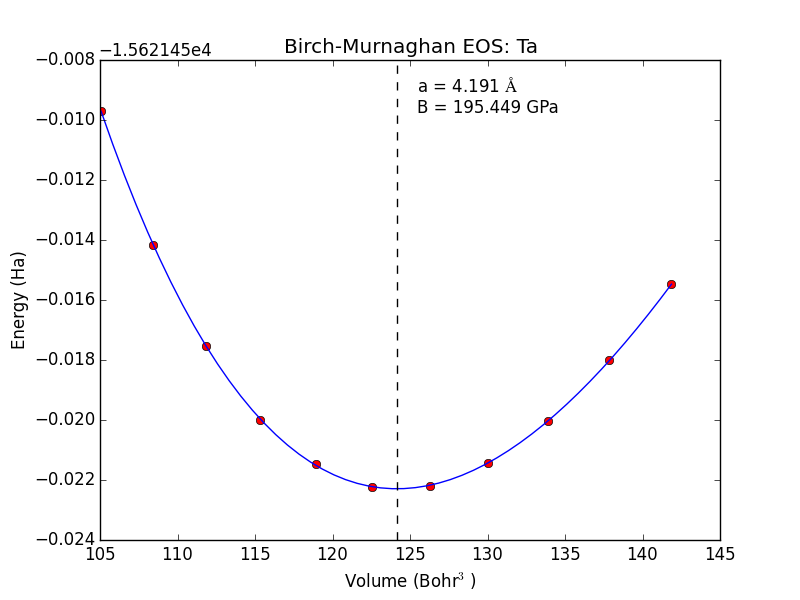 −1.562145e4
Birch-Murnaghan EOS: Ta
a = 4.191 Å
B = 195.449 GPa
−0.008
−0.010
−0.012
−0.014
−0.016
−0.018
−0.020
−0.022
−0.024
Energy (Ha)
105 110 115 120 125 130 135 140 145
Volume (Bohr³ )